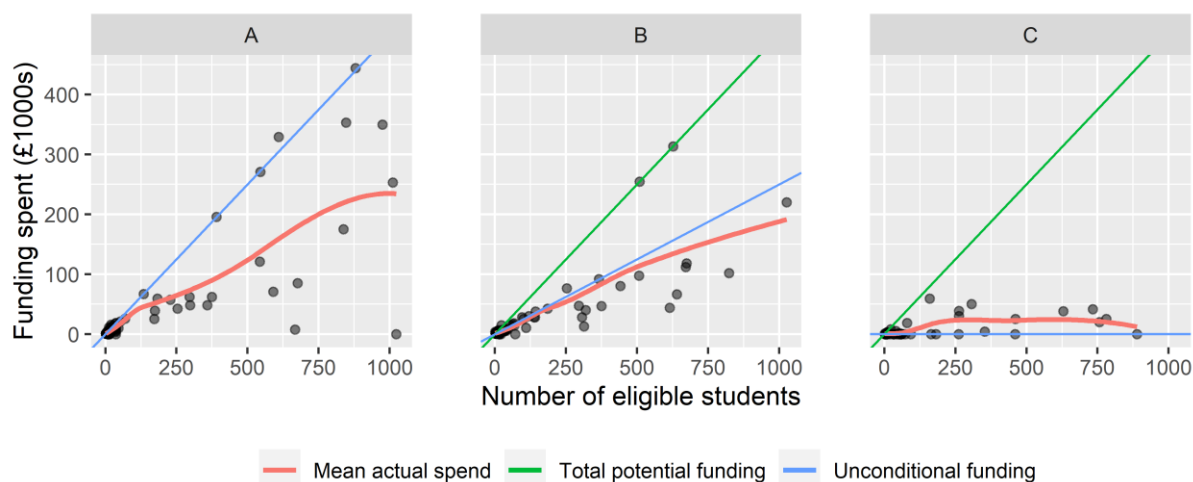 A B C
Funding spent (£1000s)
400
300
200
100
0
0 250 500 750 1000 0 250 500 750 1000 0 250 500 750 1000
Number of eligible students
Mean actual spend Total potential funding Unconditional funding